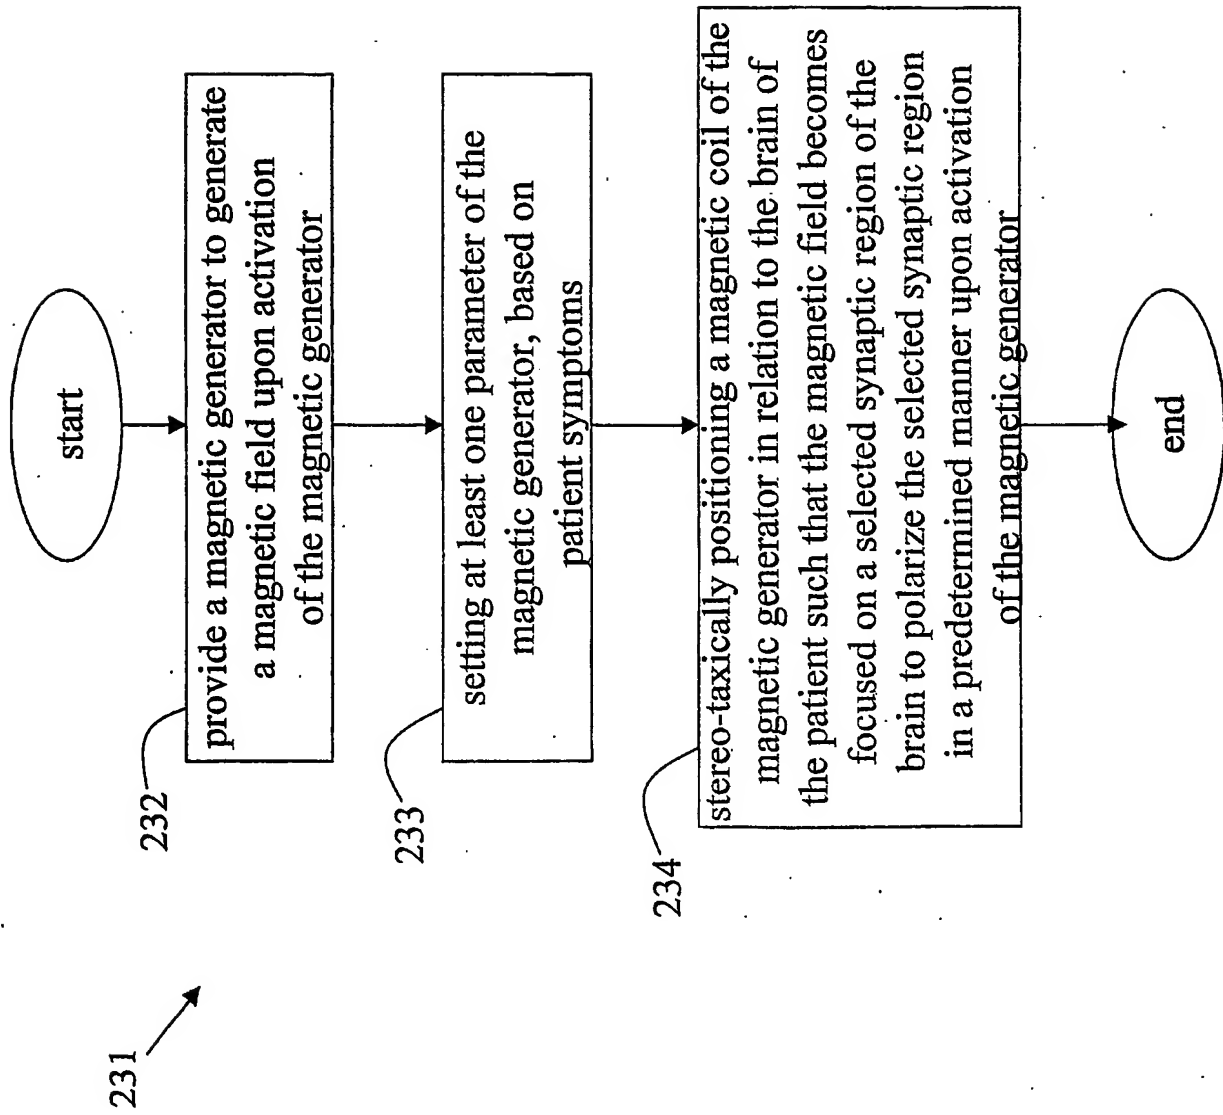 231
start
232
provide a magnetic generator to generate
a magnetic field upon activation
of the magnetic generator
233
setting at least one parameter of the
magnetic generator, based on
patient symptoms
234
stereo-taxically positioning a magnetic coil of the
magnetic generator in relation to the brain of
the patient such that the magnetic field becomes
focused on a selected synaptic region of the
brain to polarize the selected synaptic region
in a predetermined manner upon activation
of the magnetic generator
end